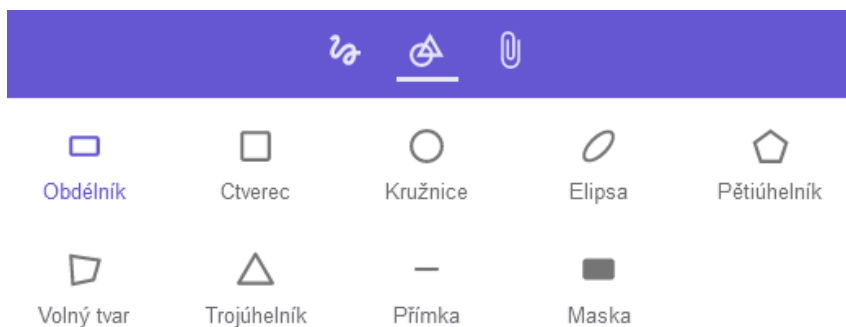 Obdélník Ctverec Kružnice Elipsa Pětiúhelník
Volný tvar Trojúhelník Přímka Maska